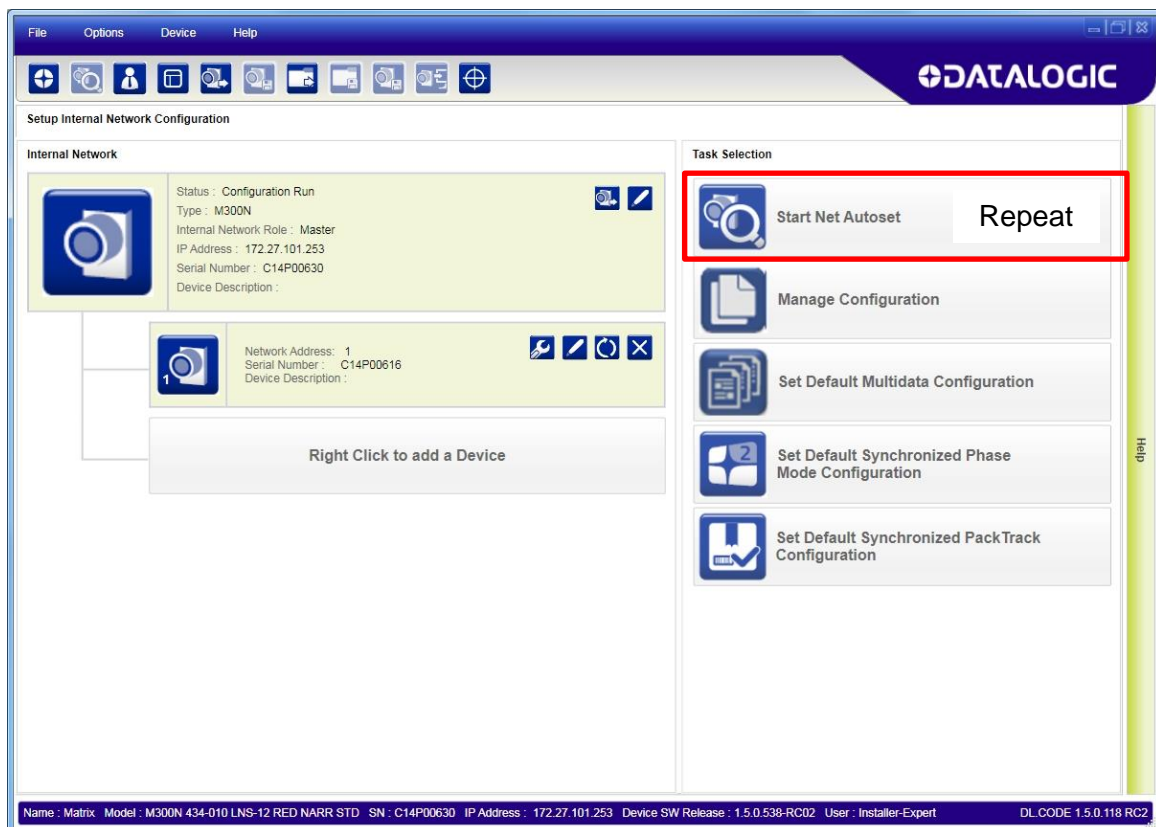 File Options Device Help
DATALOGIC
Setup Internal Network Configuration
Internal Network
Status : Configuration Run
Type : M300N
Internal Network Role : Master
IP Address : 172.27.101.253
Serial Number : C14P00630
Device Description :
1
Network Address: 1
Serial Number : C14P00616
Device Description :
Right Click to add a Device
Task Selection
Start Net Autoset
Repeat
Manage Configuration
Set Default Multidata Configuration
2
Set Default Synchronized Phase
Mode Configuration
Set Default Synchronized PackTrack
Configuration
Help
Name : Matrix Model : M300N 434-010 LNS-12 RED NARR STD SN : C14P00630 IP Address : 172.27.101.253 Device SW Release : 1.5.0.538-RC02 User : Installer-Expert DL.CODE 1.5.0.118 RC2